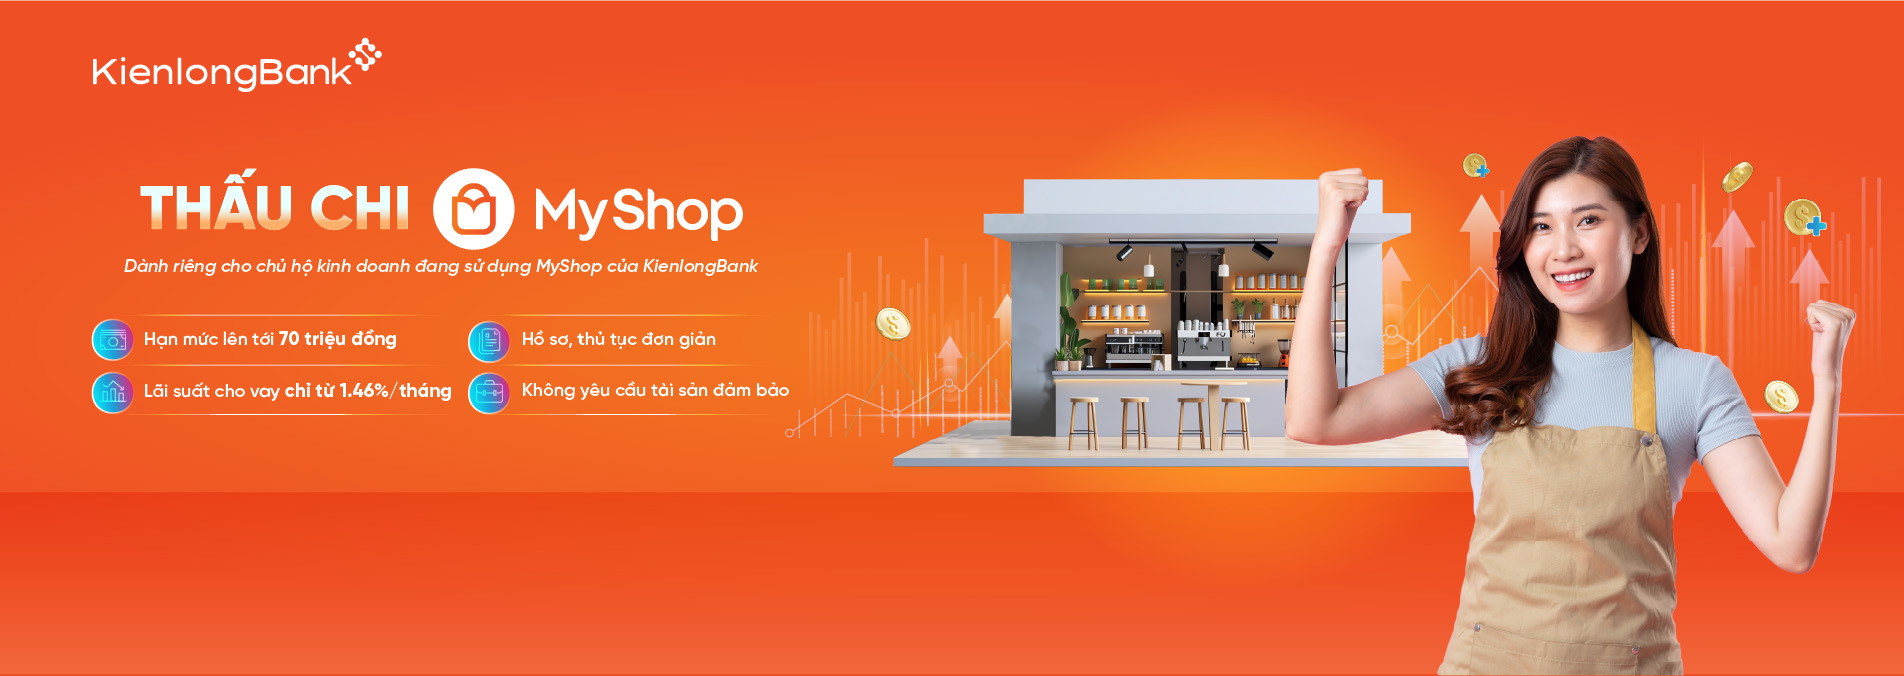 KienlongBank
THẤU CHI MyShop
Dành riêng cho chủ hộ kinh doanh đang sử dụng MyShop của KienlongBank
Hạn mức lên tới 70 triệu đồng
Hồ sơ, thủ tục đơn giản
Lãi suất cho vay chỉ từ 1.46%/tháng
Không yêu cầu tài sản đảm bảo